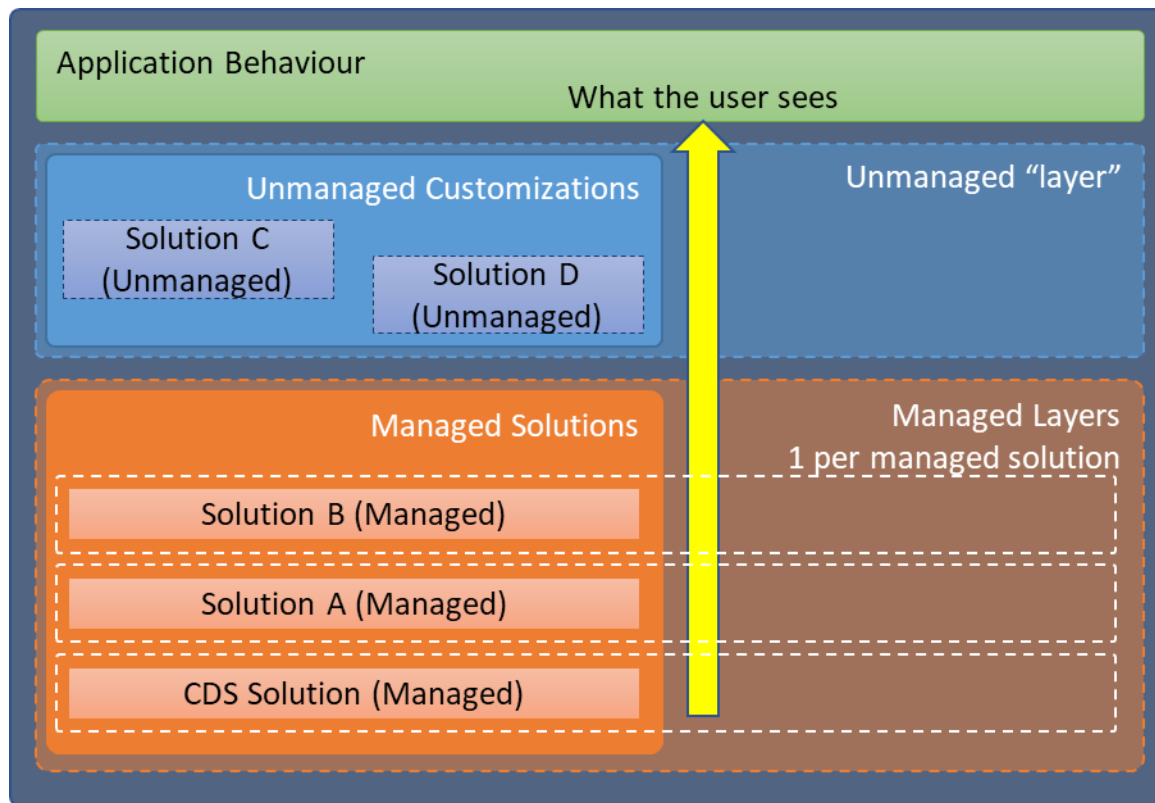 Application Behaviour
What the user sees
Unmanaged Customizations
Unmanaged “layer”
Solution C
(Unmanaged)
Solution D
(Unmanaged)
Managed Solutions
Managed Layers
1 per managed solution
Solution B (Managed)
Solution A (Managed)
CDS Solution (Managed)